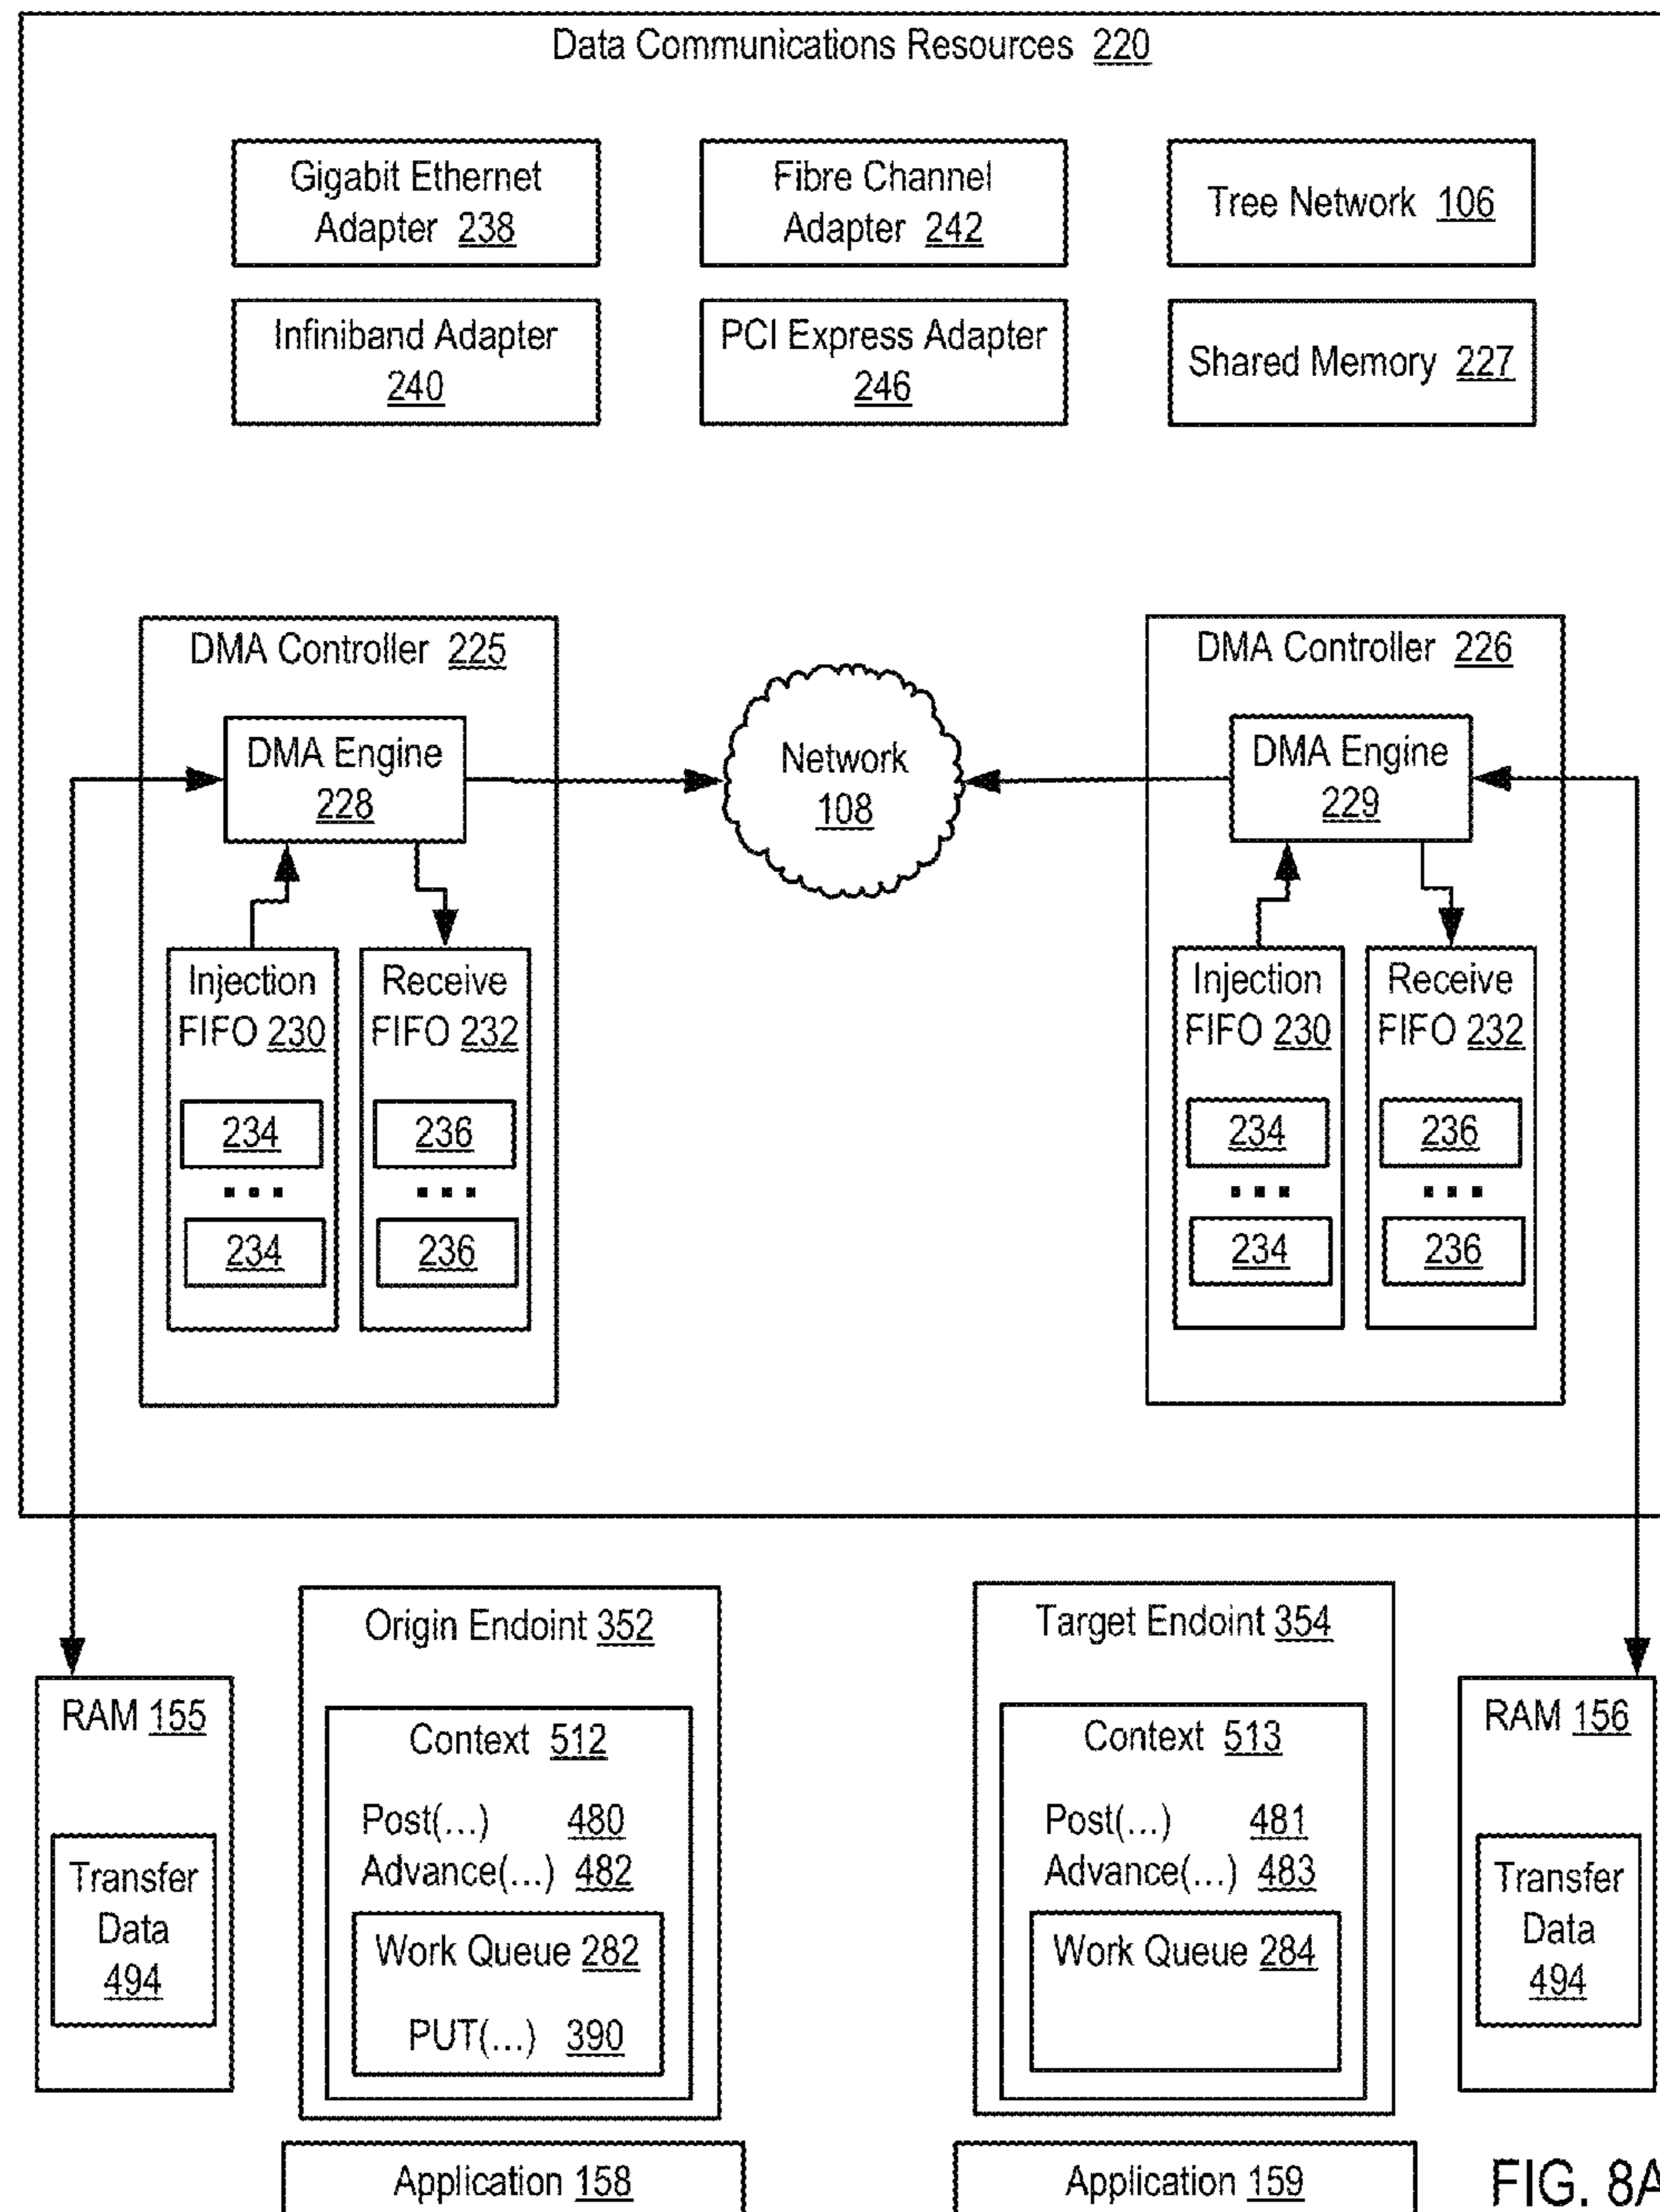 Data Communications Resources 220
Gigabit Ethernet
Adapter 238
Fibre Channel
Adapter 242
Tree Network 106
Infiniband Adapter
240
PCI Express Adapter
246
Shared Memory 227
DMA Controller 225
DMA Engine
228
Injection
FIFO 230
234
...
234
Receive
FIFO 232
236
...
236
Network
108
DMA Controller 226
DMA Engine
229
Injection
FIFO 230
234
...
234
Receive
FIFO 232
236
...
236
RAM 155
Transfer
Data
494
Origin Endoint 352
Context 512
Post(...) 480
Advance(...) 482
Work Queue 282
PUT(...) 390
Target Endoint 354
Context 513
Post(...) 481
Advance(...) 483
Work Queue 284
RAM 156
Transfer
Data
494
Application 158
Application 159
FIG. 8A